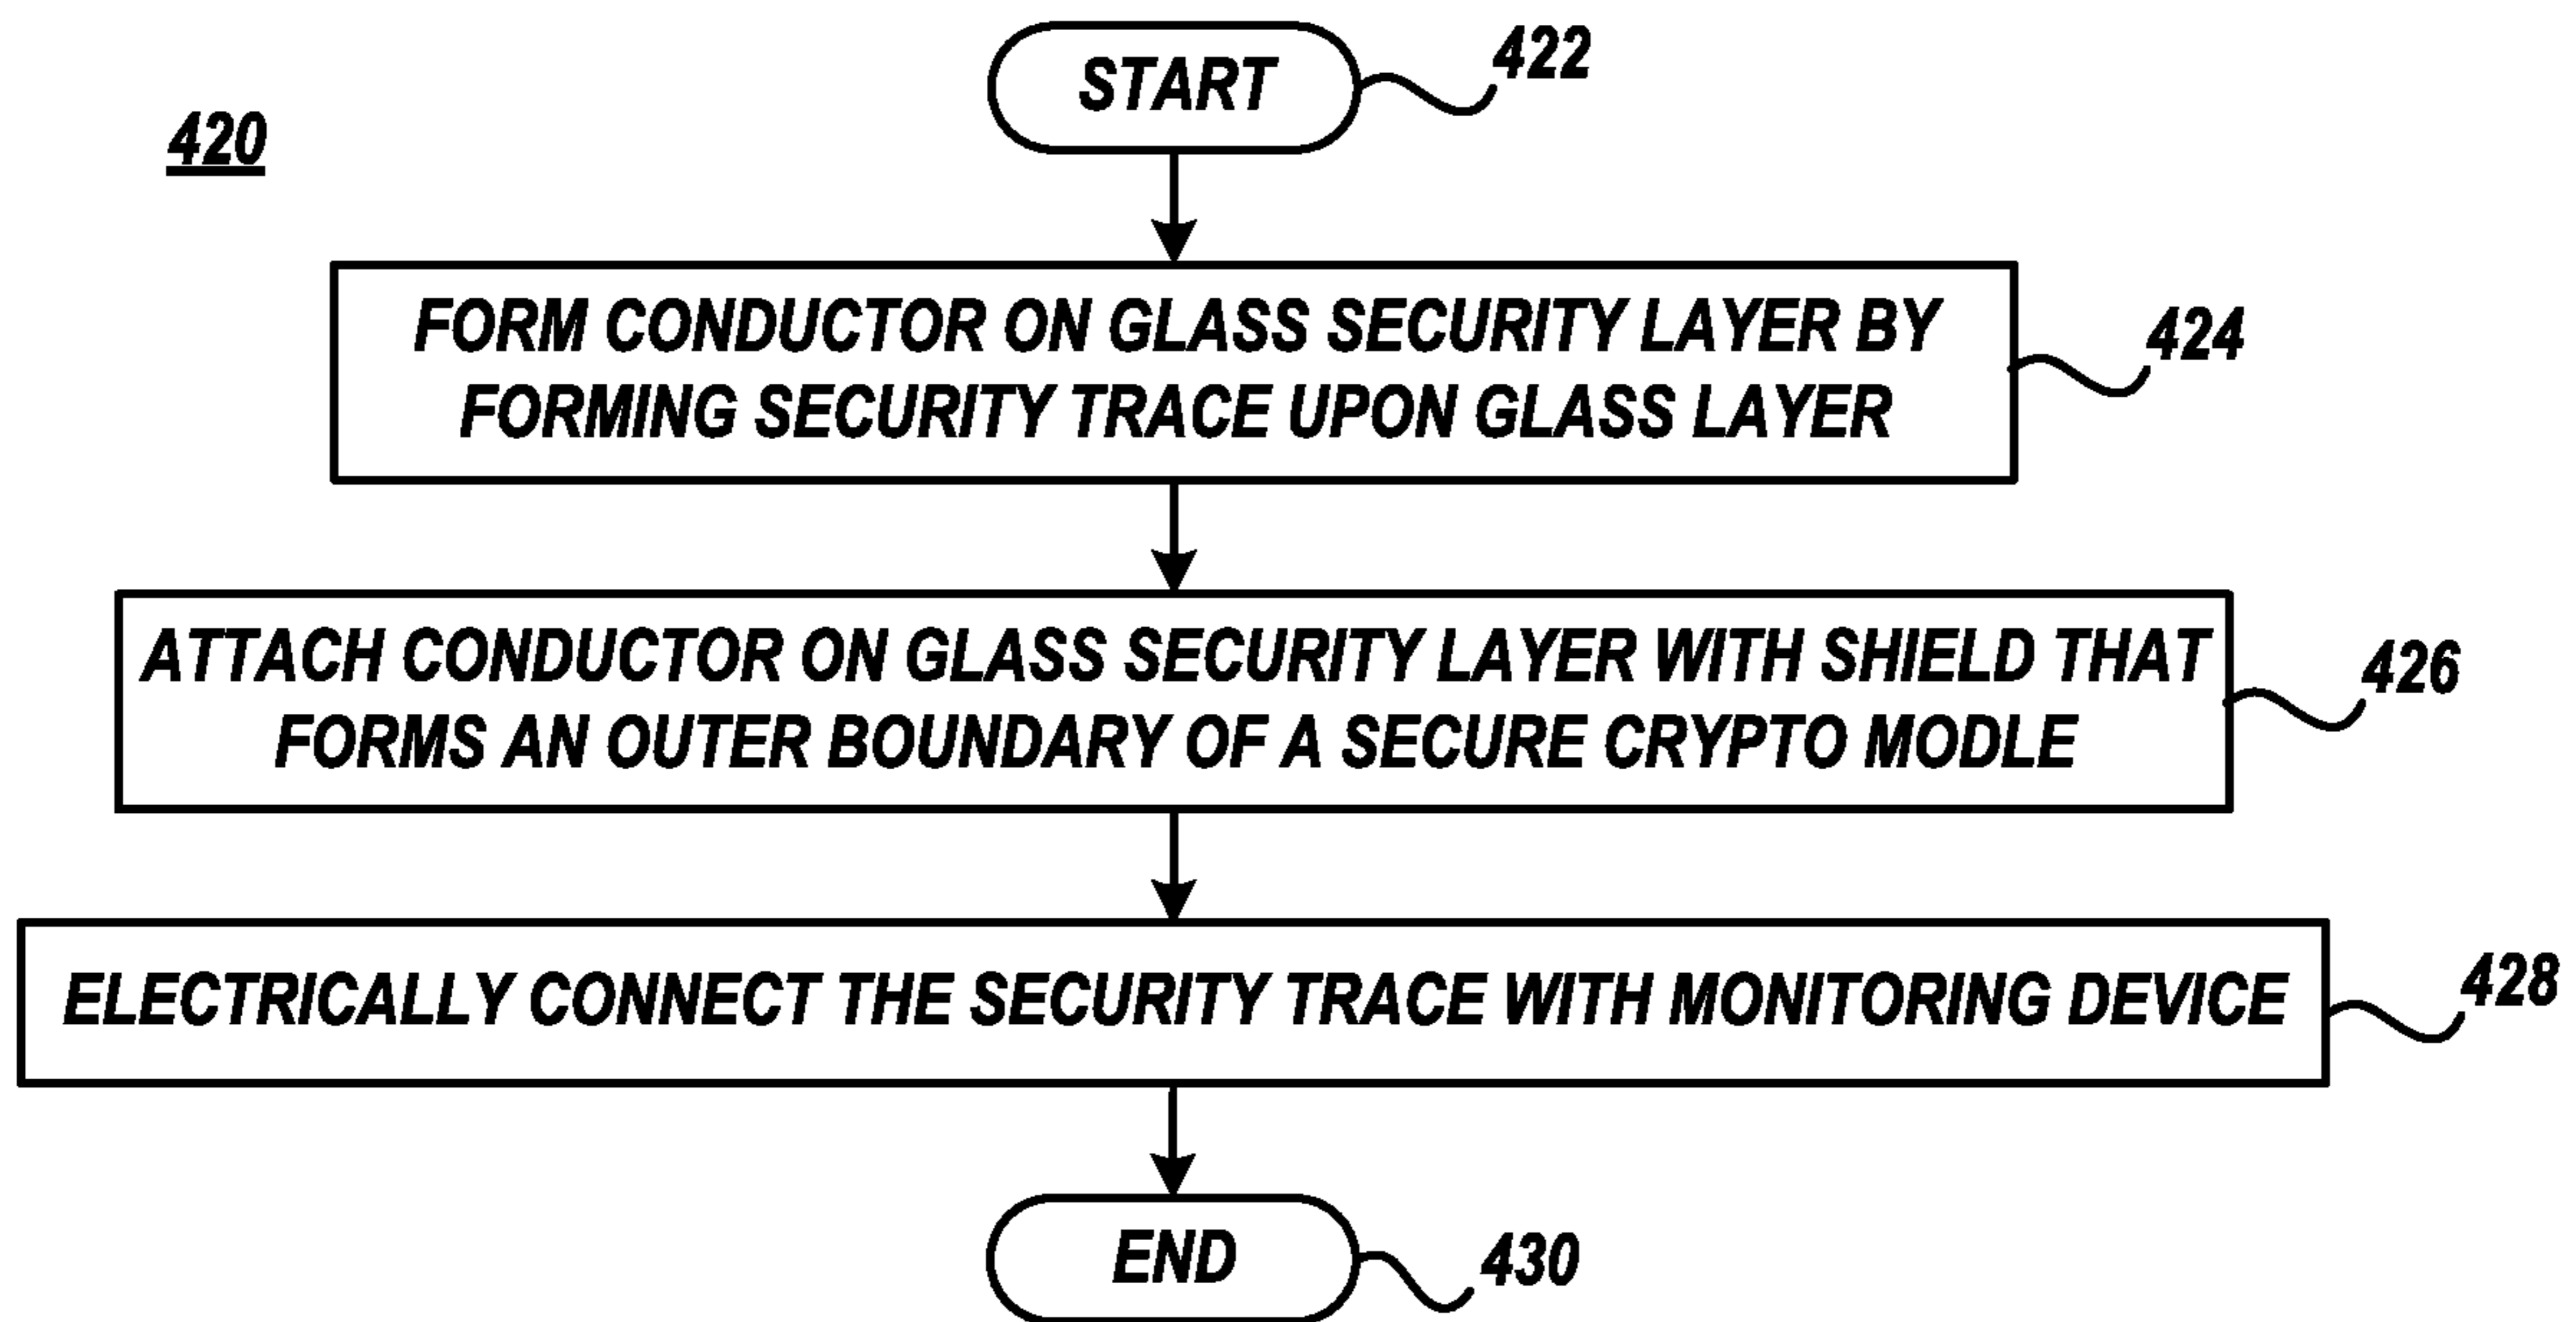 START
422
420
FORM CONDUCTOR ON GLASS SECURITY LAYER BY
FORMING SECURITY TRACE UPON GLASS LAYER
424
ATTACH CONDUCTOR ON GLASS SECURITY LAYER WITH SHIELD THAT
FORMS AN OUTER BOUNDARY OF A SECURE CRYPTO MODLE
426
ELECTRICALLY CONNECT THE SECURITY TRACE WITH MONITORING DEVICE
428
END
430